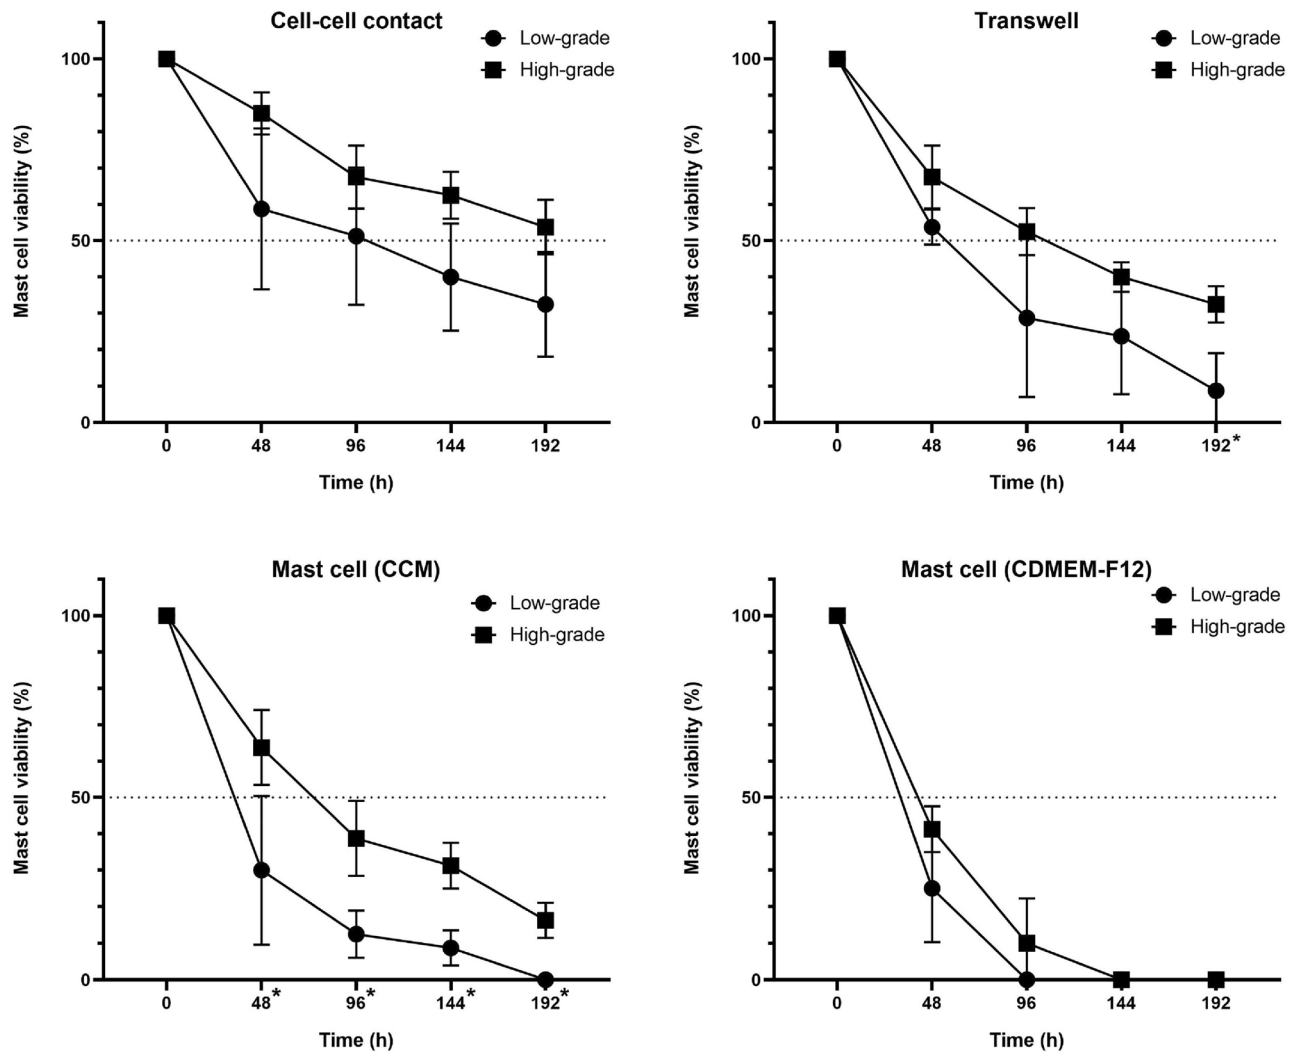 Cell-cell contact
Low-grade
High-grade
100
50
0
Mast cell viability (%)
0 48 96 144 192
Time (h)
Transwell
Low-grade
High-grade
100
50
0
Mast cell viability (%)
0 48 96 144 192*
Time (h)
Mast cell (CCM)
Low-grade
High-grade
100
50
0
Mast cell viability (%)
0 48* 96* 144* 192*
Time (h)
Mast cell (CDMEM-F12)
Low-grade
High-grade
100
50
0
Mast cell viability (%)
0 48 96 144 192
Time (h)